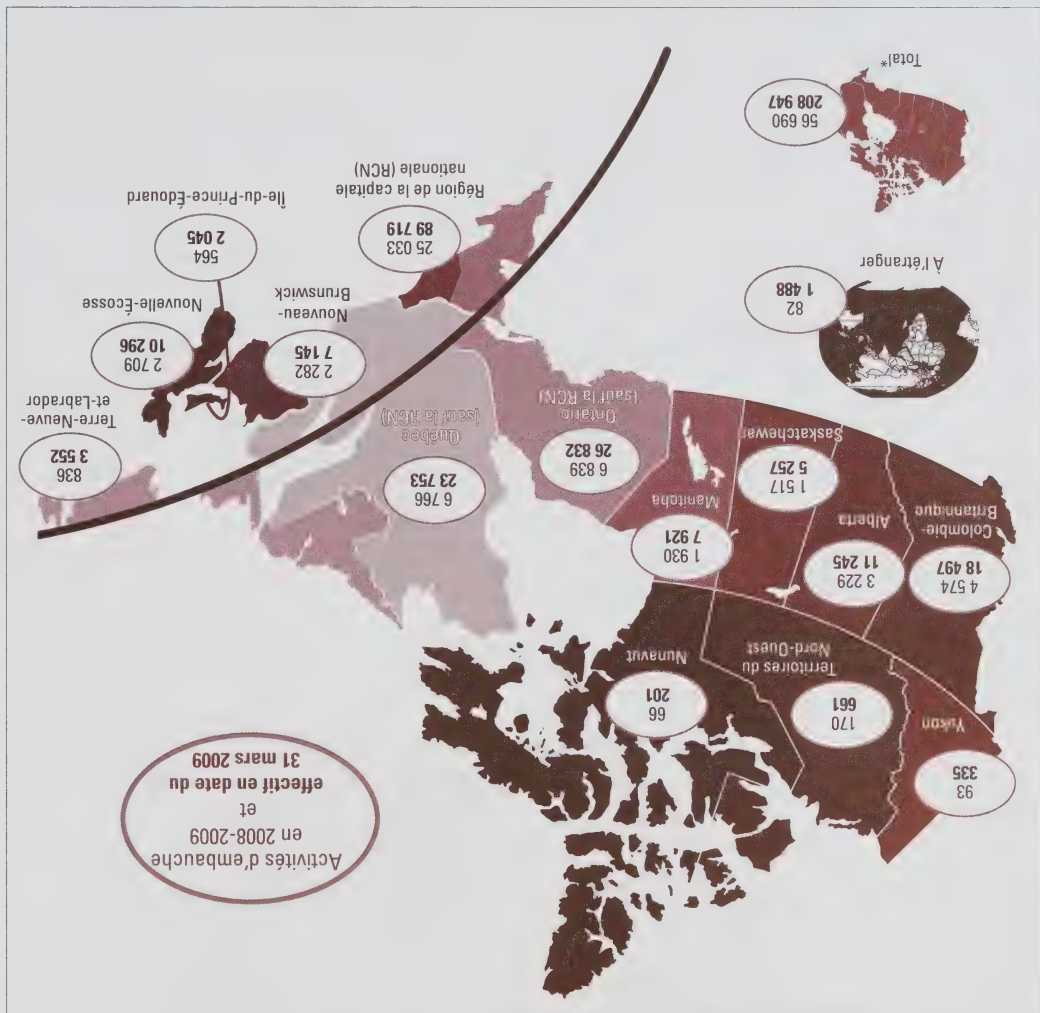 Activités d'embauche
en 2008-2009
et
effectif en date du
31 mars 2009
93
335
Yukon
170
661
Territoires du
Nord-Ouest
66
201
Nunavut
4 574
18 497
Colombie-
Britannique
3 229
11 245
Alberta
1 517
5 257
Saskatchewan
1 930
7 921
Manitoba
6 839
26 832
Ontario
(sauf la RCN)
6 766
23 753
Québec
(sauf la RCN)
836
3 552
Terre-Neuve-
et-Labrador
2 282
7 145
Nouveau-
Brunswick
2 709
10 296
Nouvelle-Écosse
564
2 045
Île-du-Prince-Édouard
25 033
89 719
Région de la capitale
nationale (RCN)
82
1 488
À l'étranger
56 690
208 947
Total*